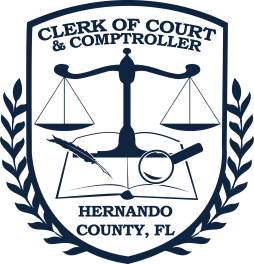 CLERK OF COURT
& COMPTROLLER
HERNANDO
COUNTY, FL